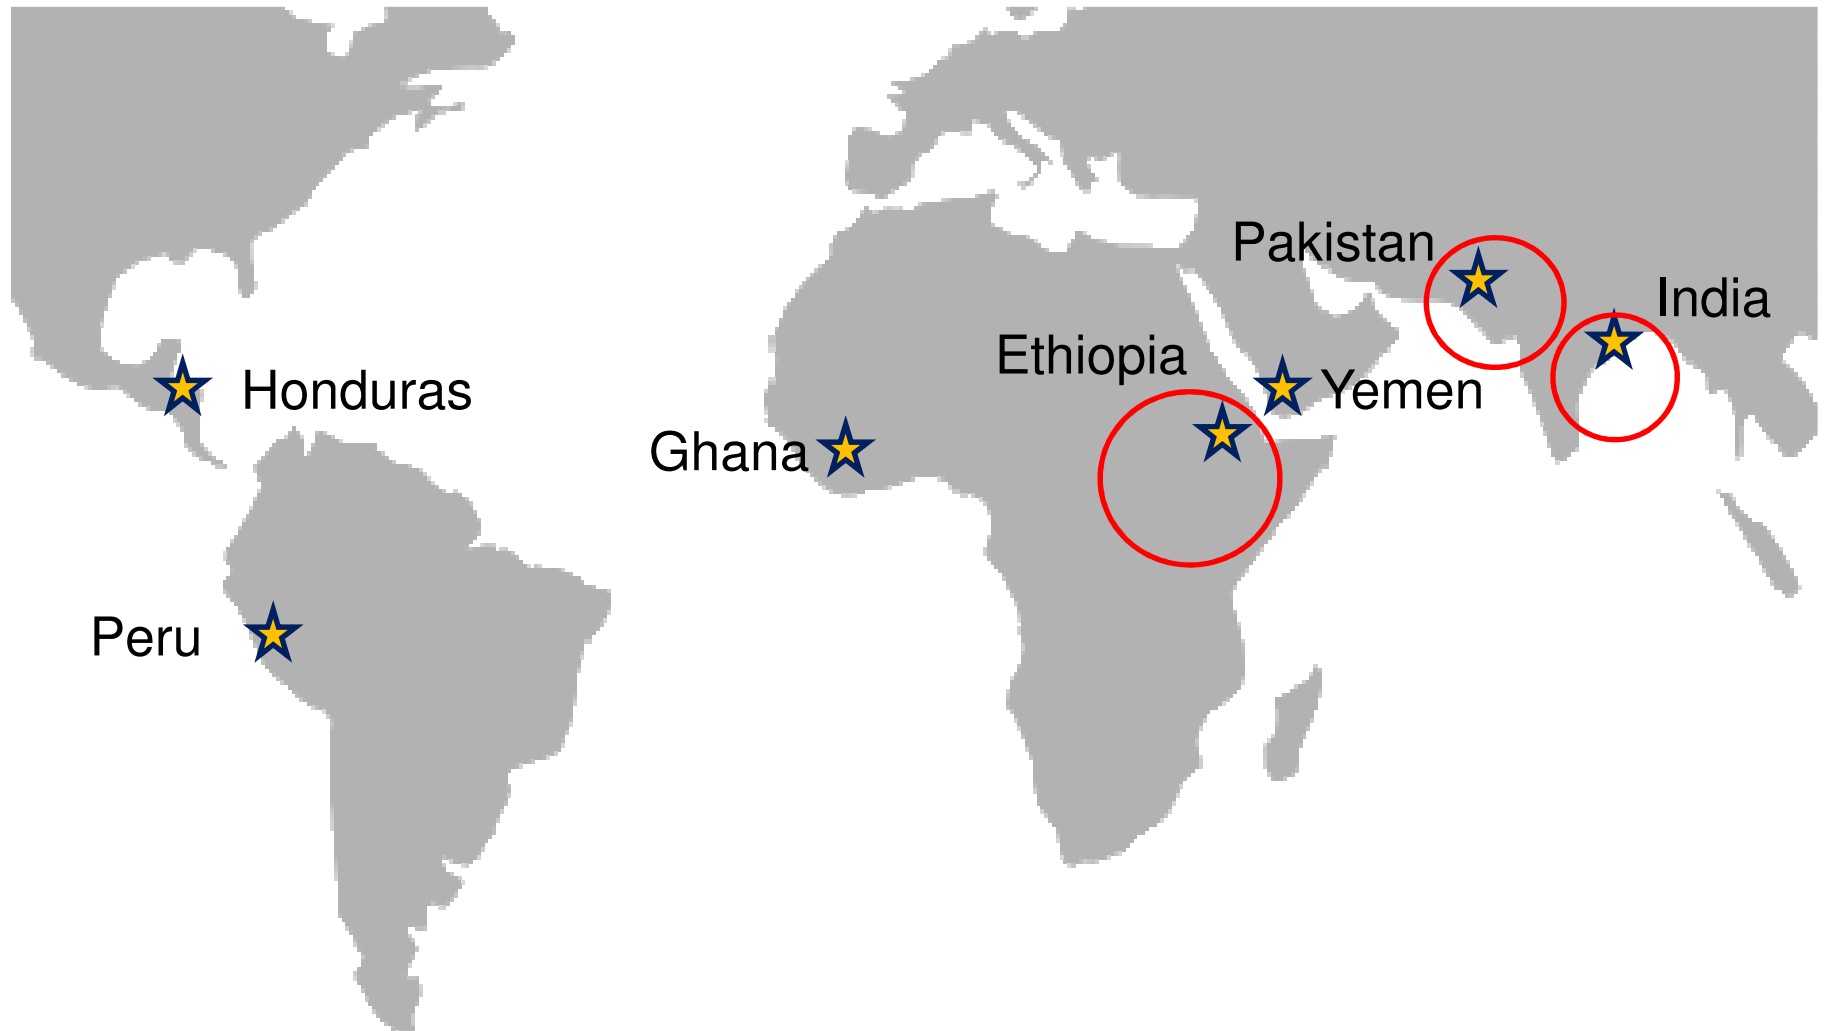 Pakistan
India
Ethiopia
Yemen
Honduras
Ghana
Peru